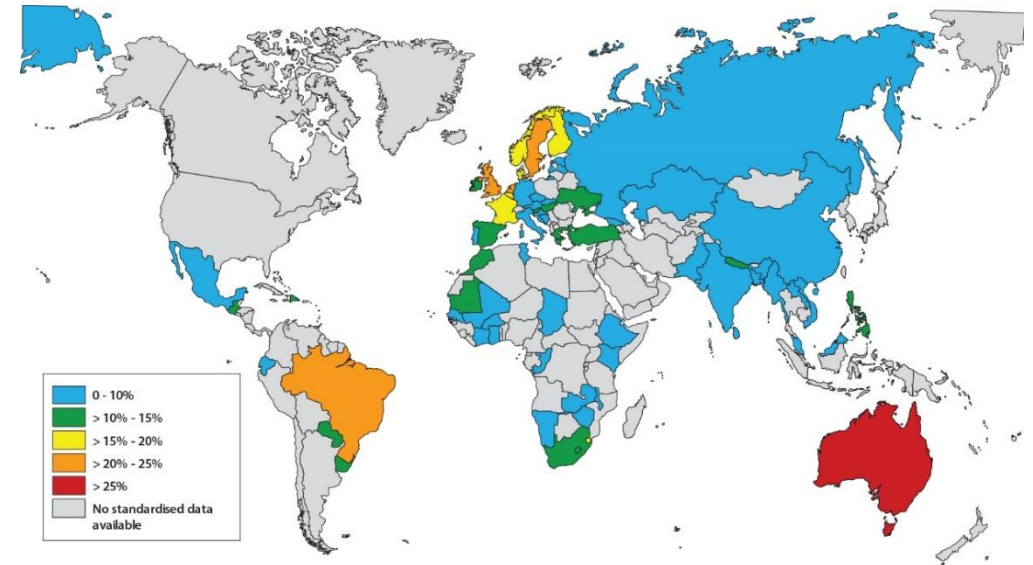 0 - 10%
> 10% - 15%
> 15% - 20%
> 20% - 25%
> 25%
No standardised data
available